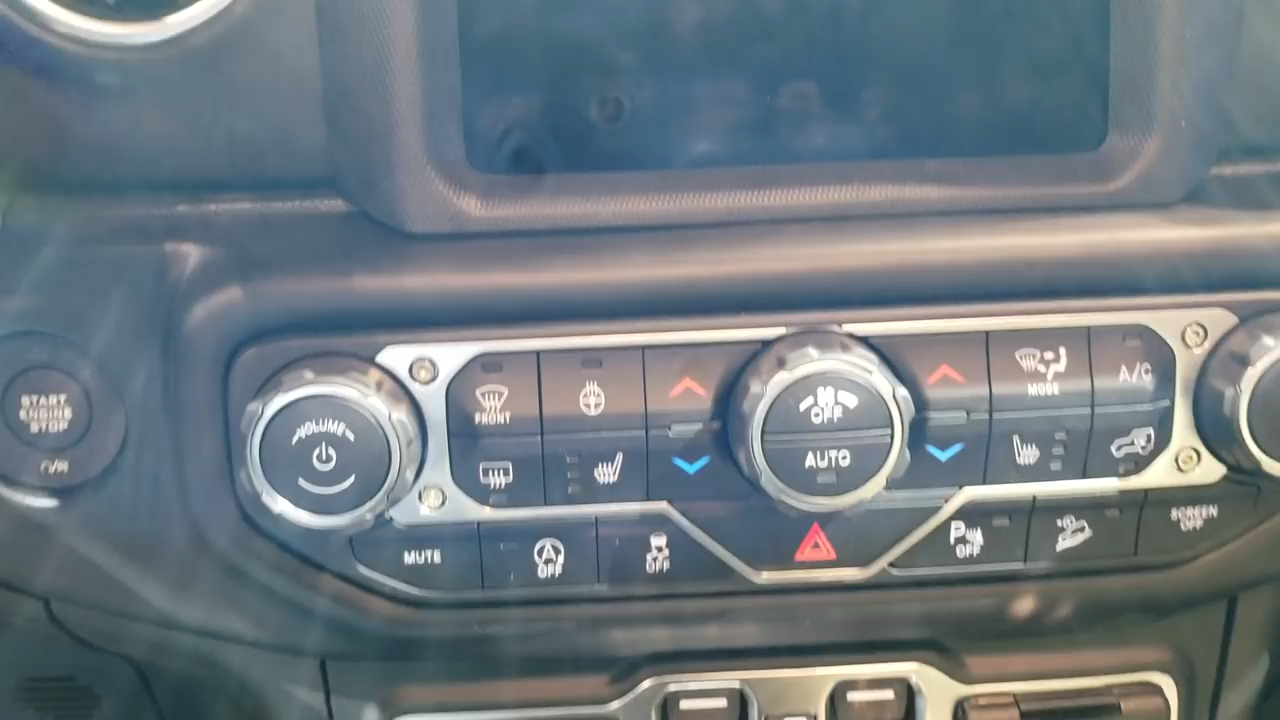 START
ENGINE
STOP
VOLUME
FRONT
OFF
AUTO
MODE
A/C
MUTE
A
OFF
OFF
P
OFF
SCREEN
OFF